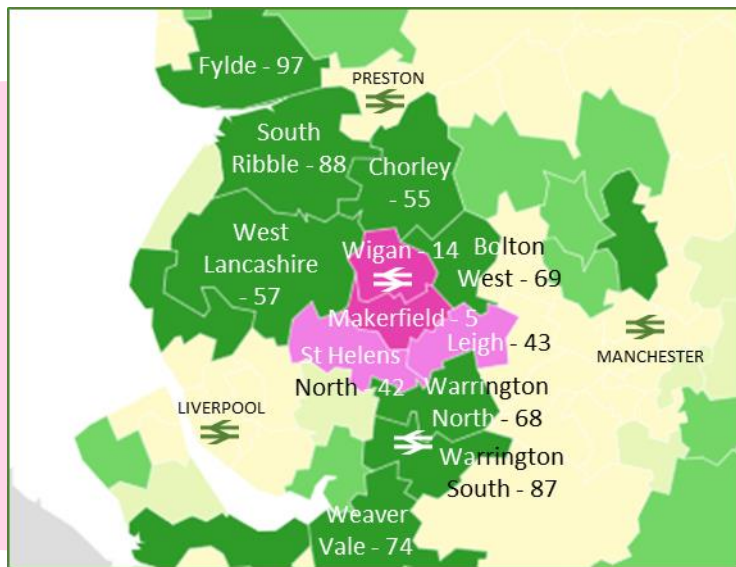 Fylde - 97
PRESTON
South
Ribble - 88
Chorley
- 55
West
Lancashire
- 57
Wigan - 14
Bolton
West - 69
Makerfield - 5
Leigh - 43
MANCHESTER
St Helens
North - 42
Warrington
North - 68
LIVERPOOL
Warrington
South - 87
Weaver
Vale - 74